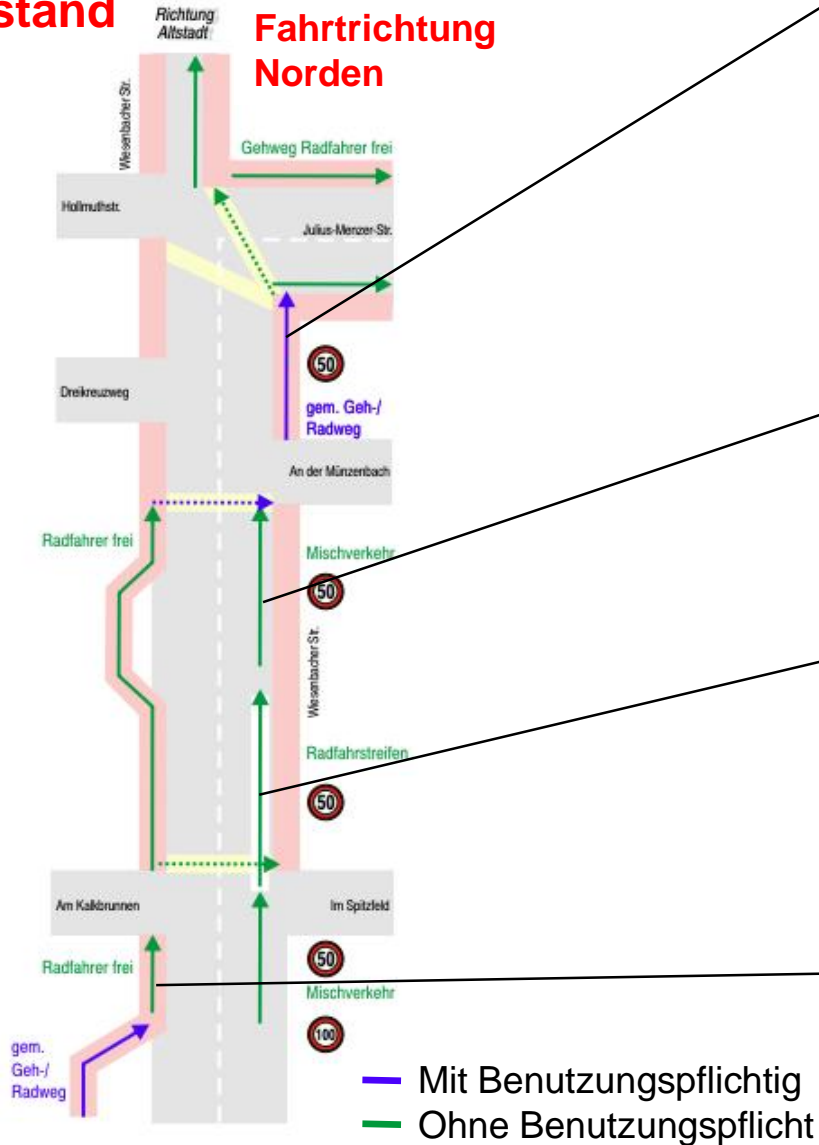 stand
Richtung
Altstadt
Fahrtrichtung
Norden
Wiesenbacher Str.
Gehweg Radfahrer frei
Hollmuthstr.
Julius-Menzer-Str.
50
Dreikreuzweg
gem. Geh-/
Radweg
An der Münzenbach
Radfahrer frei
Mischverkehr
50
Wiesenbacher Str.
Radfahrstreifen
50
Am Kalkbrunnen
Im Spitzfeld
50
Radfahrer frei
Mischverkehr
100
gem.
Geh-/
Radweg
Mit Benutzungspflichtig
Ohne Benutzungspflicht